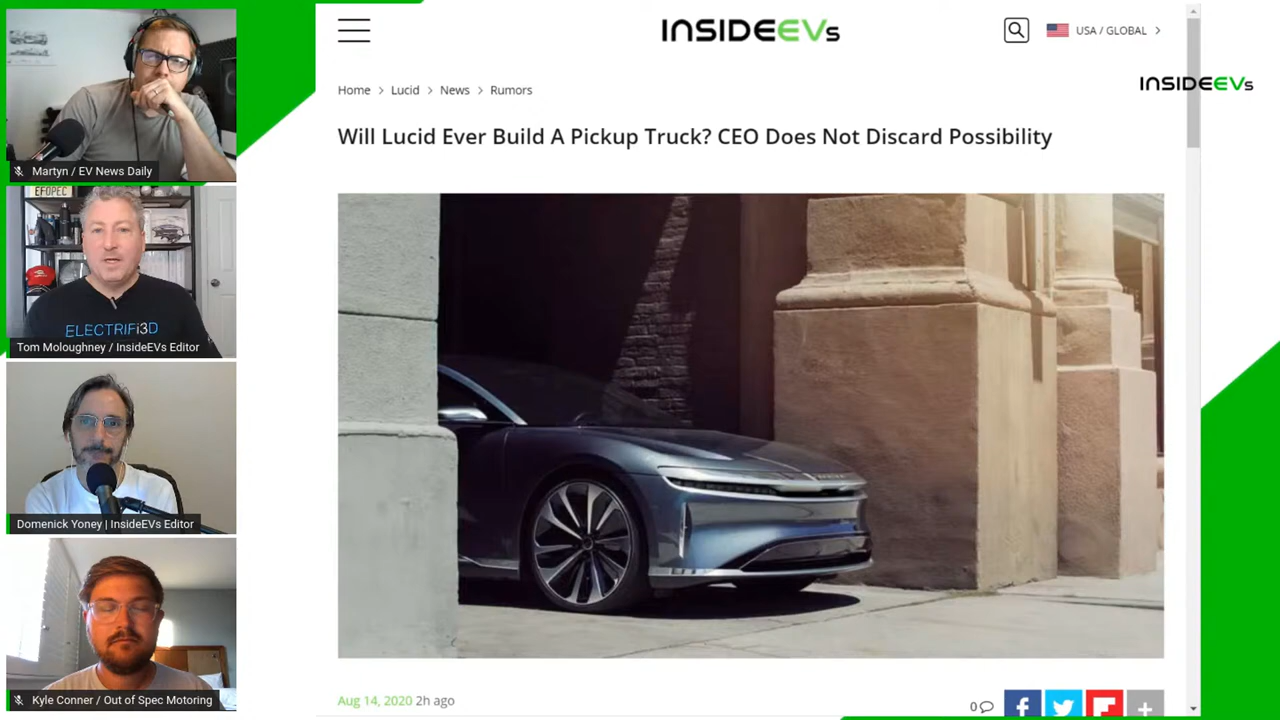 INSIDEEVs
USA / GLOBAL
INSIDEEVs
Home > Lucid > News > Rumors
Will Lucid Ever Build A Pickup Truck? CEO Does Not Discard Possibility
Martyn / EV News Daily
EFOPEC
ELECTRIFi3D
Tom Moloughney / InsideEVs Editor
Domenick Yoney | InsideEVs Editor
Kyle Conner / Out of Spec Motoring
Aug 14, 2020 2h ago
0